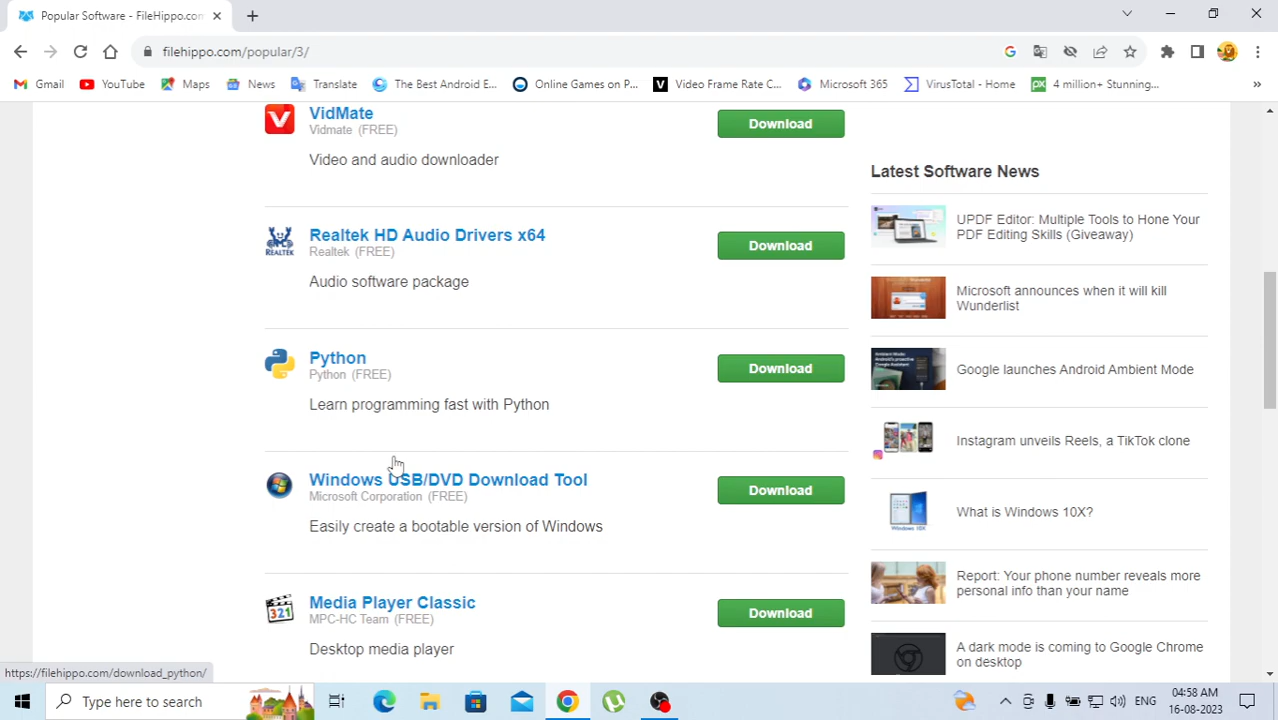 Popular Software - FileHippo.com
filehippo.com/popular/3/
Gmail
YouTube
Maps
News
Translate
The Best Android E...
Online Games on P...
Video Frame Rate C...
Microsoft 365
VirusTotal - Home
4 million+ Stunning...
VidMate
Vidmate (FREE)
Video and audio downloader
Download
Realtek HD Audio Drivers x64
Realtek (FREE)
Audio software package
Download
REALTEK
Python
Python (FREE)
Learn programming fast with Python
Download
Windows USB/DVD Download Tool
Microsoft Corporation (FREE)
Easily create a bootable version of Windows
Download
321
Media Player Classic
MPC-HC Team (FREE)
Desktop media player
Download
Latest Software News
UPDF Editor: Multiple Tools to Hone Your
PDF Editing Skills (Giveaway)
Microsoft announces when it will kill
Wunderlist
Google launches Android Ambient Mode
Instagram unveils Reels, a TikTok clone
What is Windows 10X?
Report: Your phone number reveals more
personal info than your name
A dark mode is coming to Google Chrome
on desktop
https://filehippo.com/download_python/
Type here to search
ENG
04:58 AM
16-08-2023